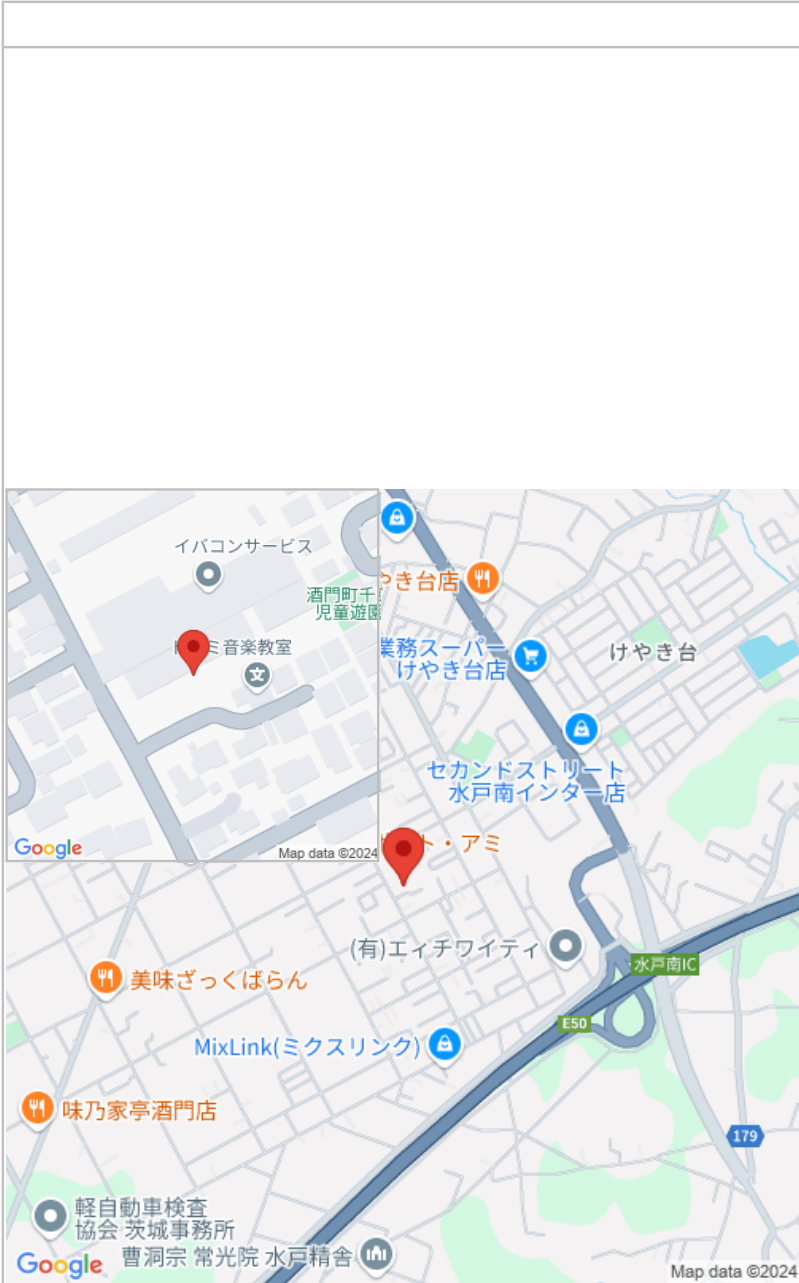 イバコンサービス
酒門町千
児童遊園
ミ音楽教室
Google
Map data ©2024
やき台店
業務スーパー
けやき台店
けやき台
セカンドストリート
水戸南インター店
ト・アミ
(有)エィチワイティ
水戸南IC
美味ざっくばらん
E50
MixLink(ミクスリンク)
味乃家亭酒門店
179
軽自動車検査
協会 茨城事務所
曹洞宗 常光院 水戸精舎
Google
Map data ©2024